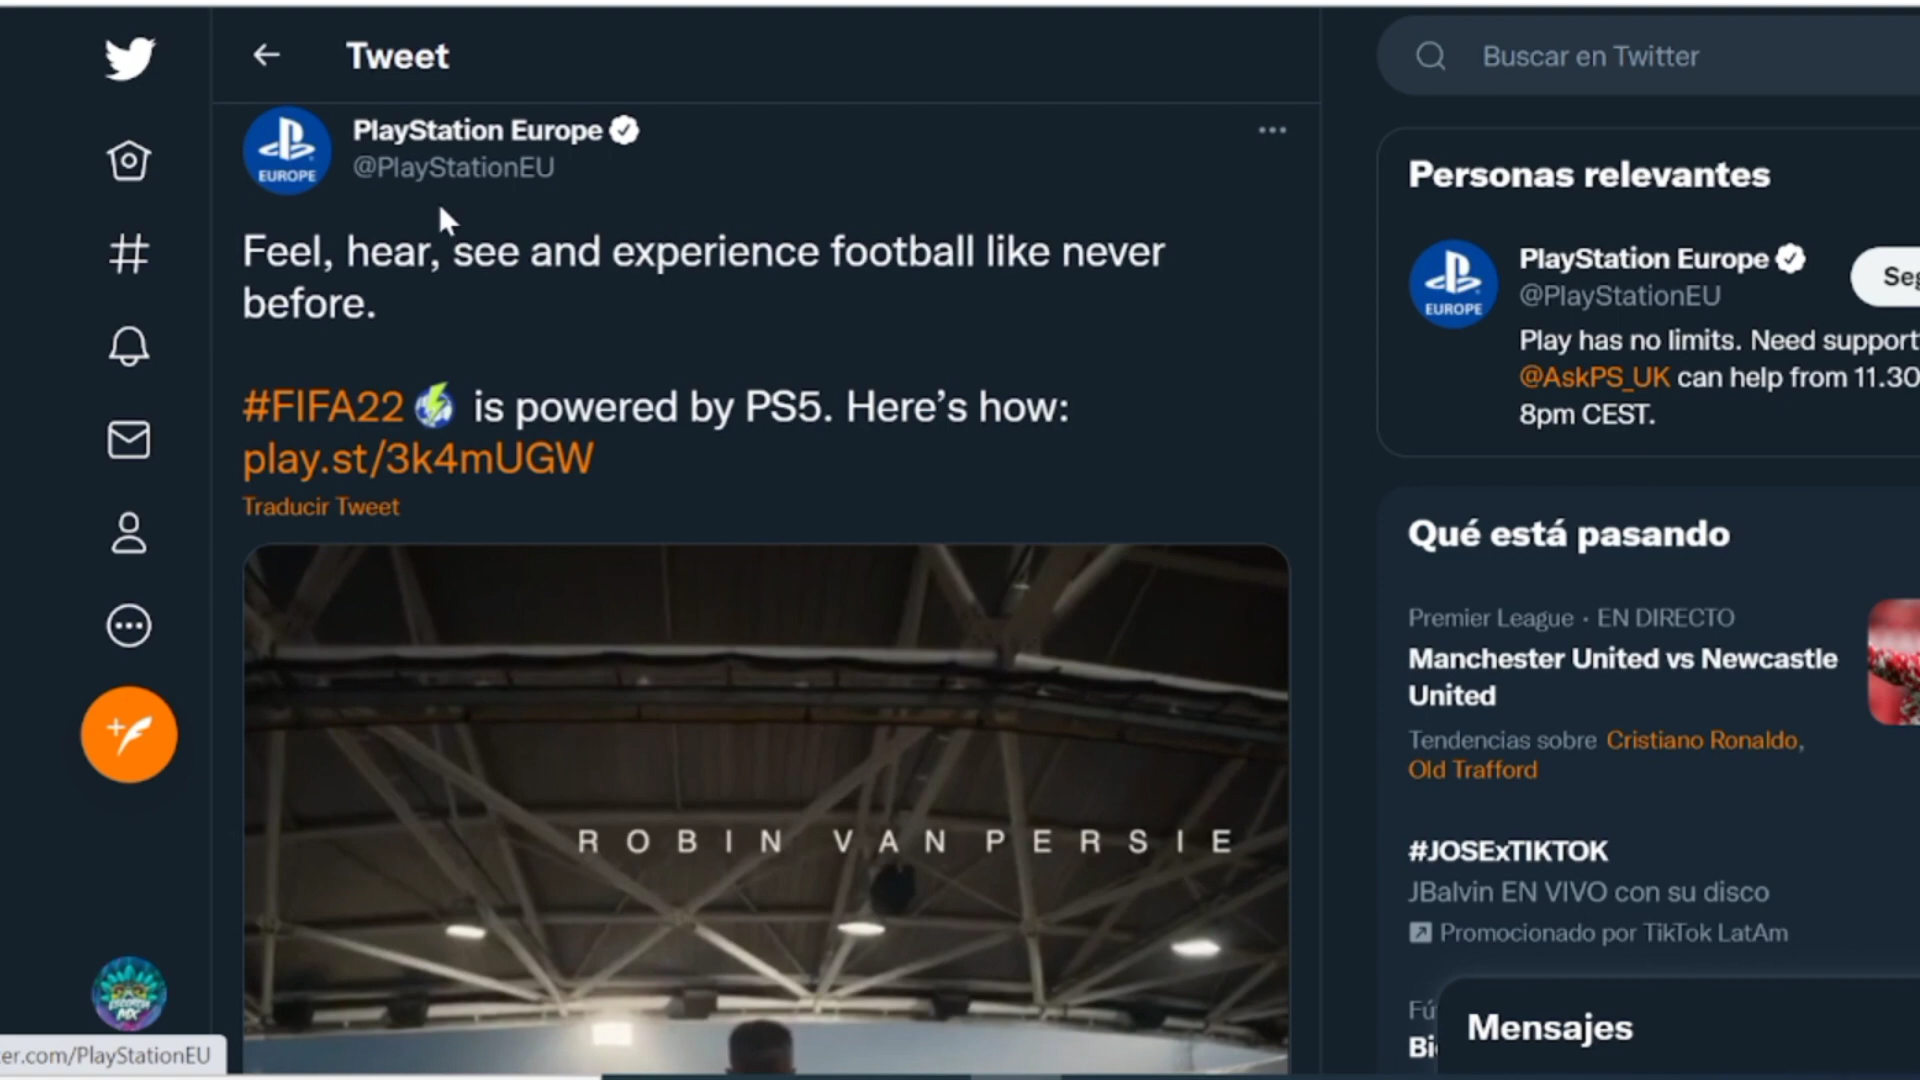 Tweet
Buscar en Twitter
PlayStation Europe
@PlayStationEU
EUROPE
Feel, hear, see and experience football like never
before.
#FIFA22 is powered by PS5. Here's how:
play.st/3k4mUGW
Traducir Tweet
ROBIN VAN PERSIE
Personas relevantes
PlayStation Europe
@PlayStationEU
EUROPE
Play has no limits. Need support
@AskPS_UK can help from 11.30
8pm CEST.
Qué está pasando
Premier League · EN DIRECTO
Manchester United vs Newcastle
United
Tendencias sobre Cristiano Ronaldo,
Old Trafford
#JOSExTIKTOK
JBalvin EN VIVO con su disco
Promocionado por TikTok LatAm
Mensajes
er.com/PlayStationEU